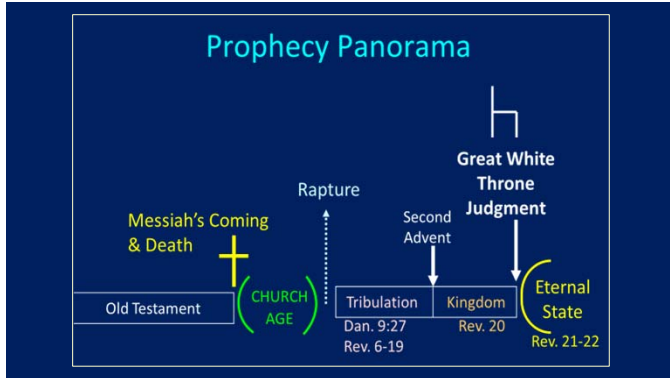 Prophecy Panorama
Great White
Throne
Judgment
Rapture
Second
Advent
Messiah's Coming
& Death
Old Testament
CHURCH
AGE
Tribulation
Kingdom
Eternal
State
Dan. 9:27
Rev. 6-19
Rev. 20
Rev. 21-22